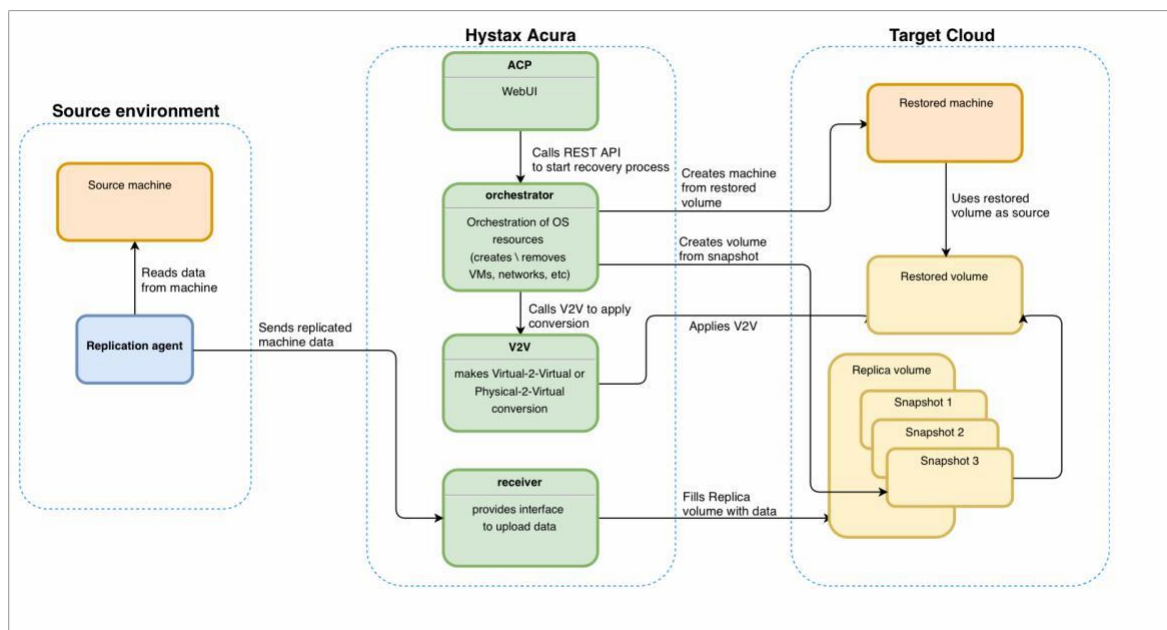 Hystax Acura
Target Cloud
Source environment
ACP
WebUI
Restored machine
Source machine
Calls REST API
to start recovery process
Creates machine
from restored
volume
orchestrator
Orchestration of OS
resources
(creates \ removes
VMs, networks, etc)
Uses restored
volume as source
Creates volume
from snapshot
Reads data
from machine
Restored volume
Calls V2V to apply
conversion
Sends replicated
machine data
Applies V2V
Replication agent
V2V
makes Virtual-2-Virtual or
Physical-2-Virtual
conversion
Replica volume
Snapshot 1
Snapshot 2
Snapshot 3
receiver
provides interface
to upload data
Fills Replica
volume with data